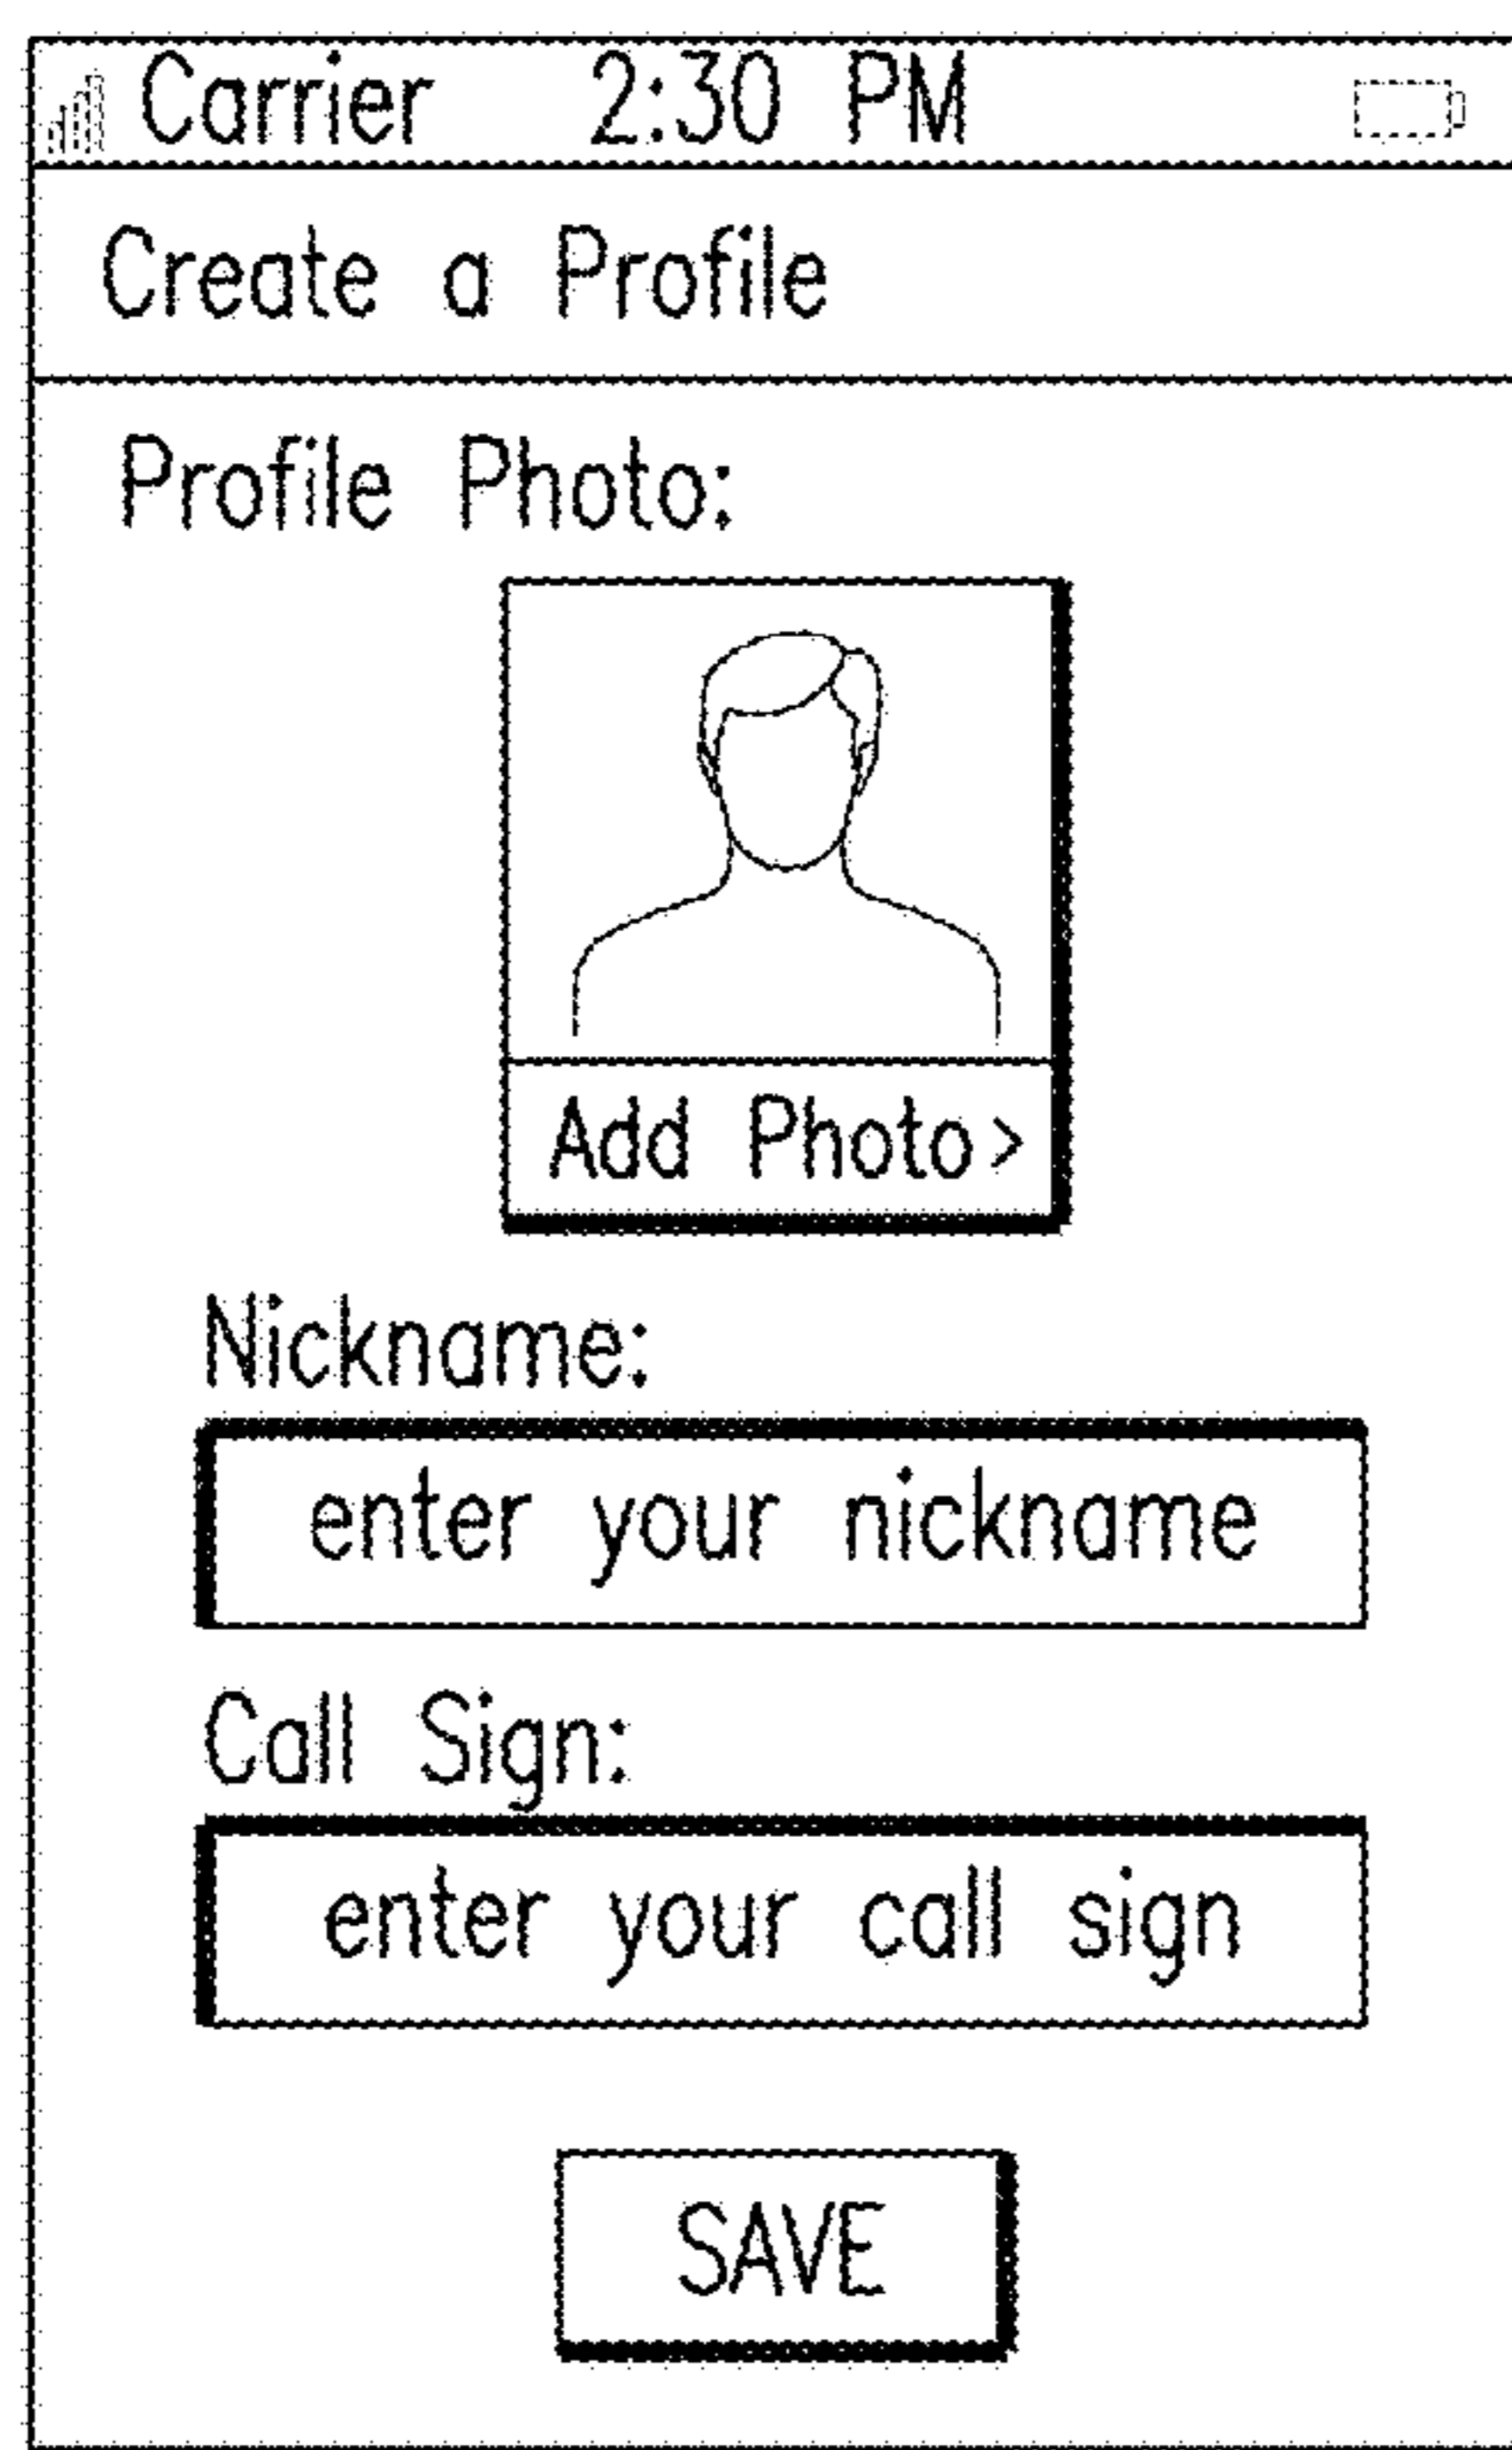 Carrier 2:30 PM
Create a Profile
Profile Photo:
Add Photo>
Nickname:
enter your nickname
Call Sign:
enter your call sign
SAVE